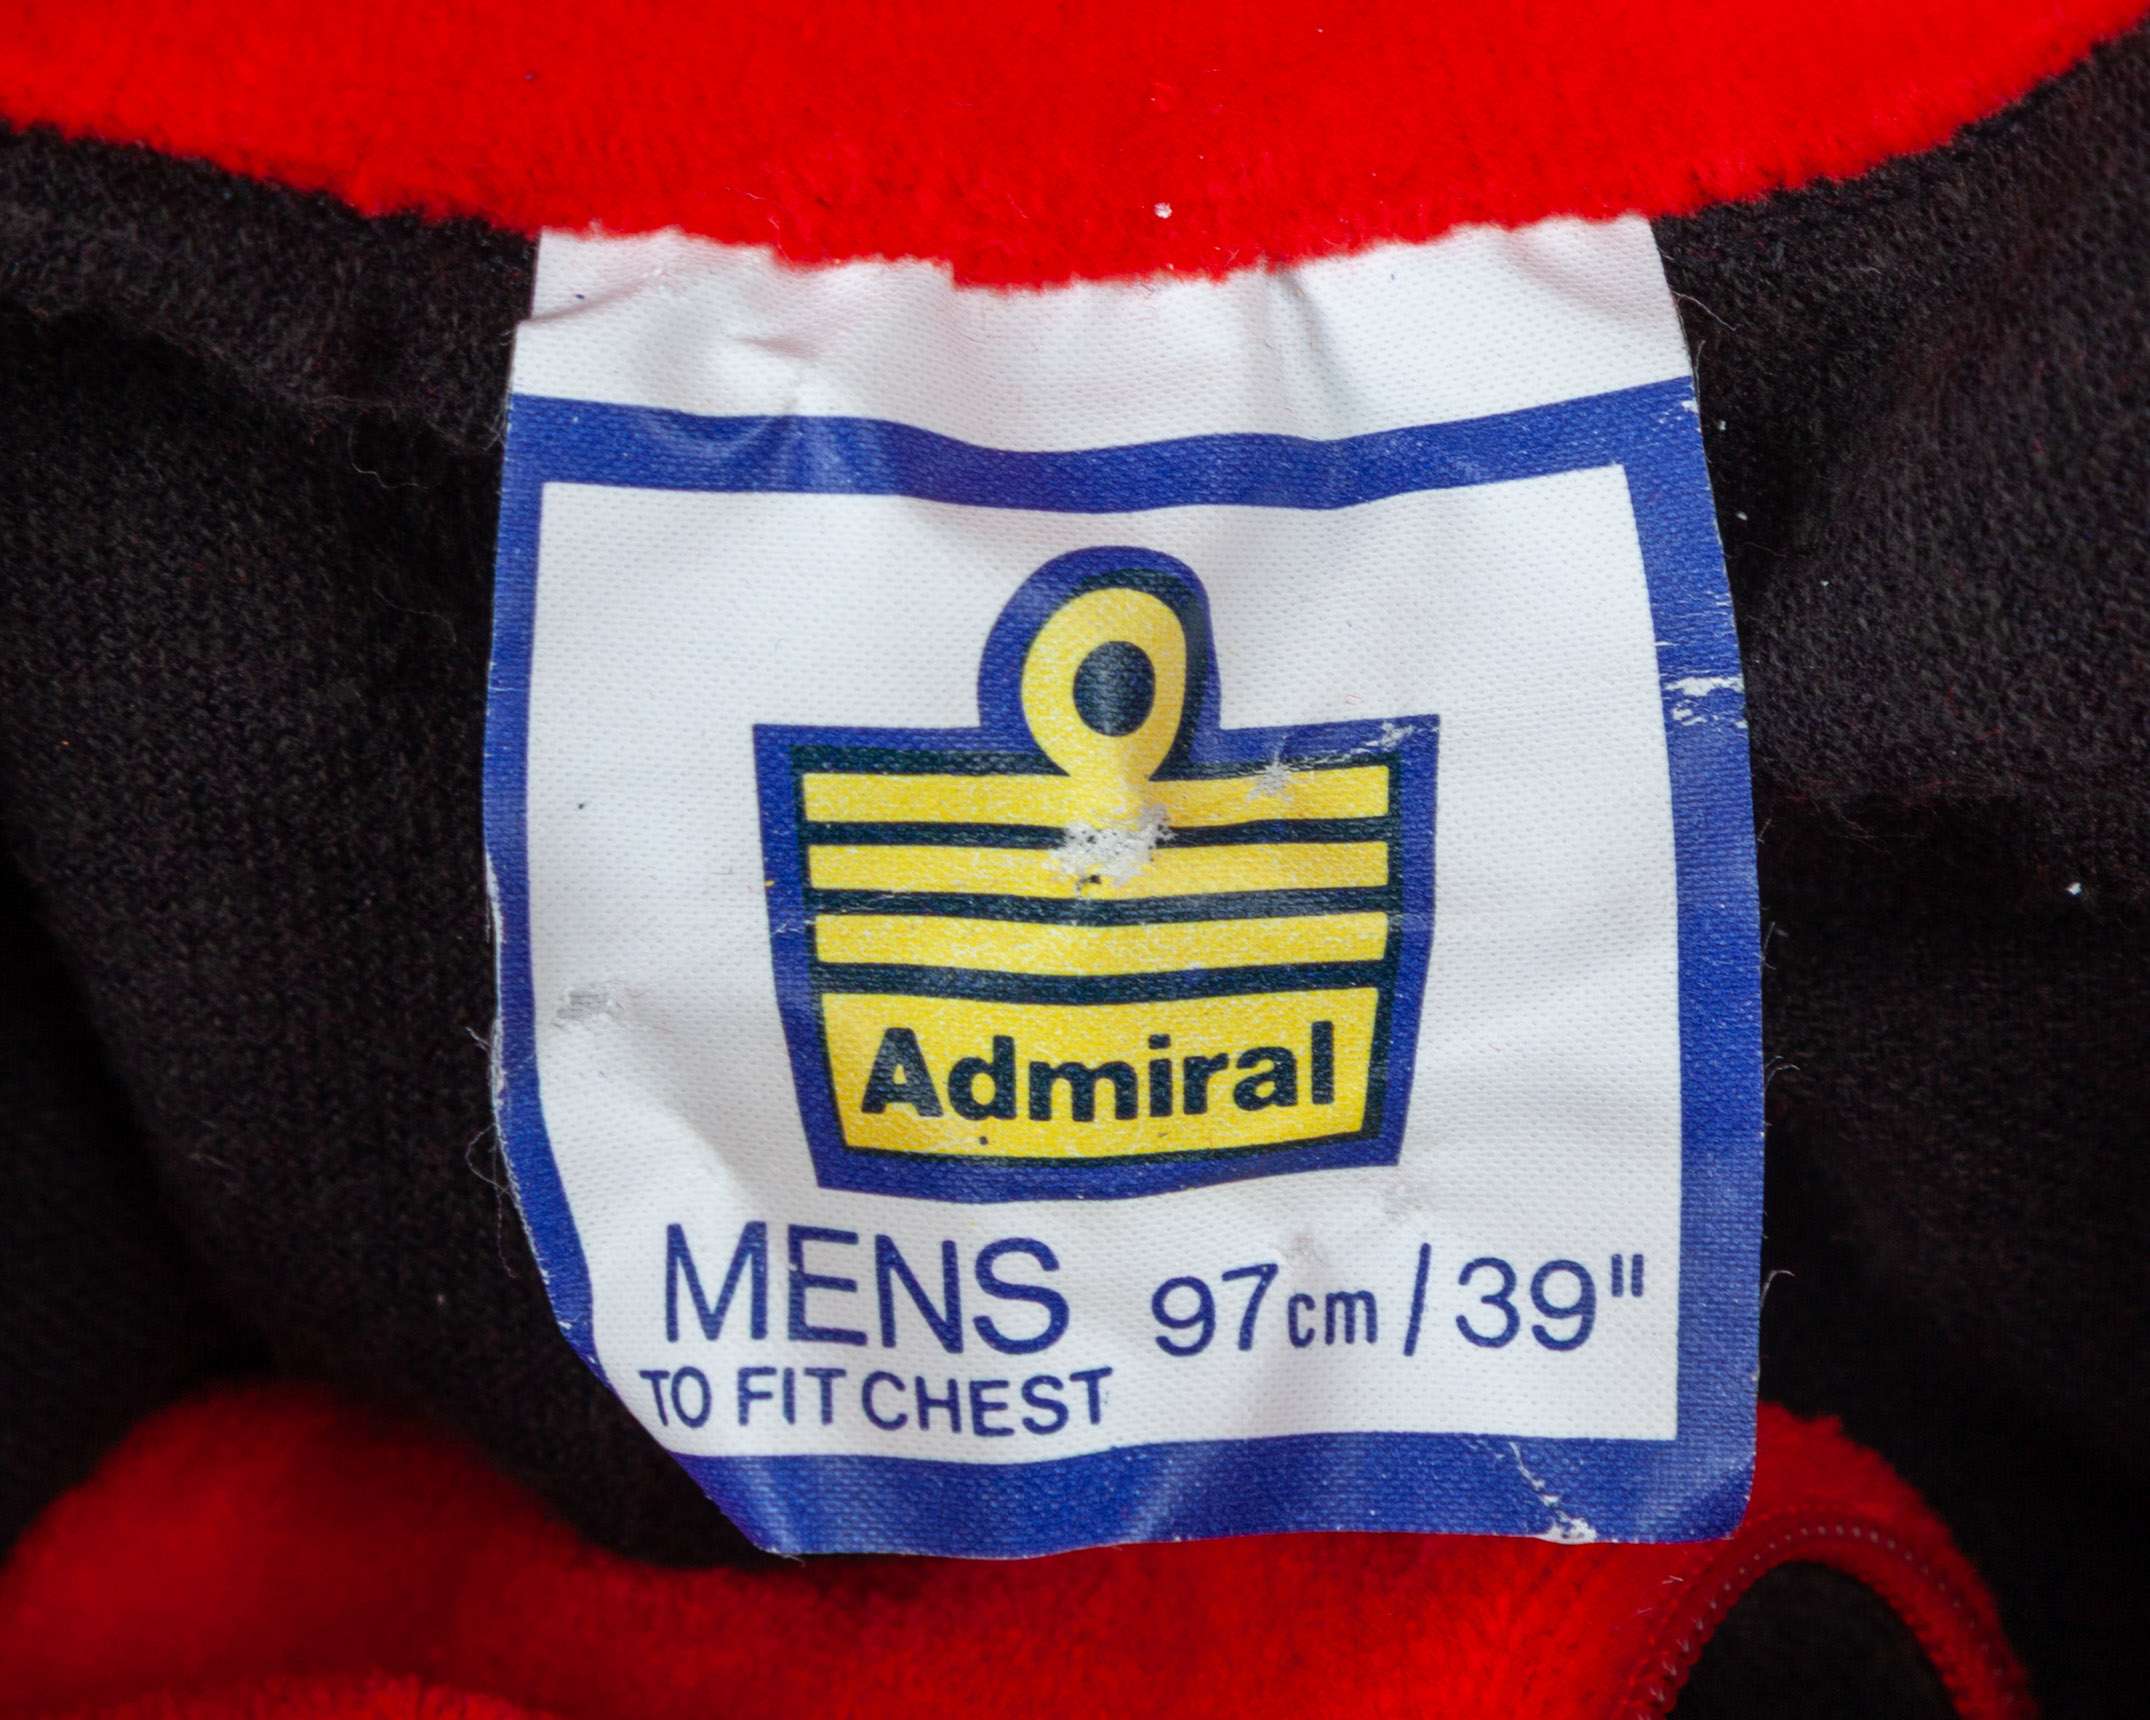 Admiral
MENS 97cm/39"
TO FIT CHEST